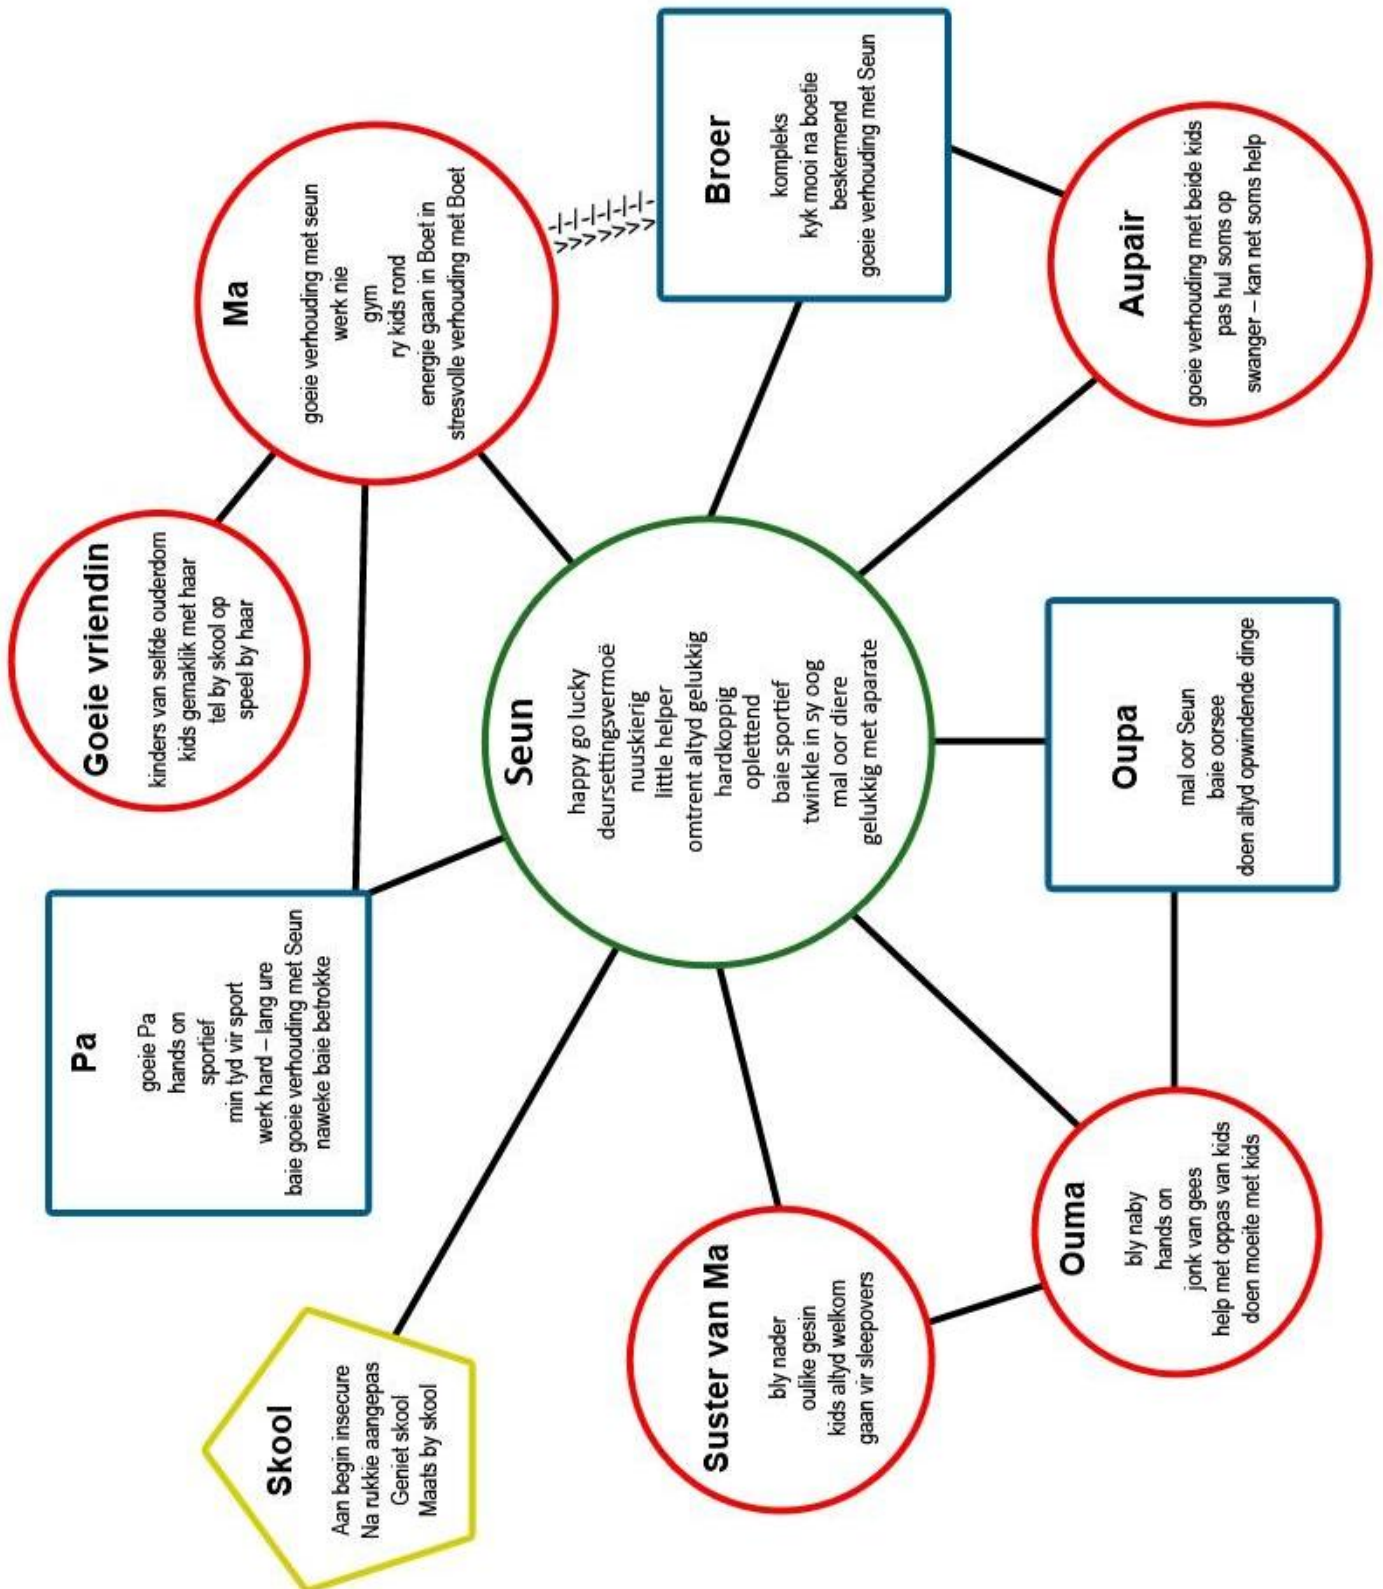 Skool
Aan begin insecure
Na rukkie aangepas
Geniet skool
Maats by skool
Pa
goeie Pa
hands on
sportief
min tyd vir sport
werk hard – lang ure
baie goeie verhouding met Seun
naweke baie betrokke
Goeie vriendin
kinders van selfde ouderdom
kids gemaklik met haar
tel by skool op
speel by haar
Ma
goeie verhouding met seun
werk nie
gym
ry kids rond
energie gaan in Boet in
stresvolle verhouding met Boet
-/-/-/-/-/-/-
>>>>>>>
Suster van Ma
bly nader
oulike gesin
kids altyd welkom
gaan vir sleepovers
Seun
happy go lucky
deursettingsvermoë
nuuskierig
little helper
omtrent altyd gelukkig
hardkoppig
oplettend
baie sportief
twinkle in sy oog
mal oor diere
gelukkig met aparate
Broer
kompleks
kyk mooi na boetie
beskermend
goeie verhouding met Seun
Ouma
bly naby
hands on
jonk van gees
help met oppas van kids
doen moeite met kids
Oupa
mal oor Seun
baie oorsee
doen altyd opwindende dinge
Aupair
goeie verhouding met beide kids
pas hul soms op
swanger – kan net soms help